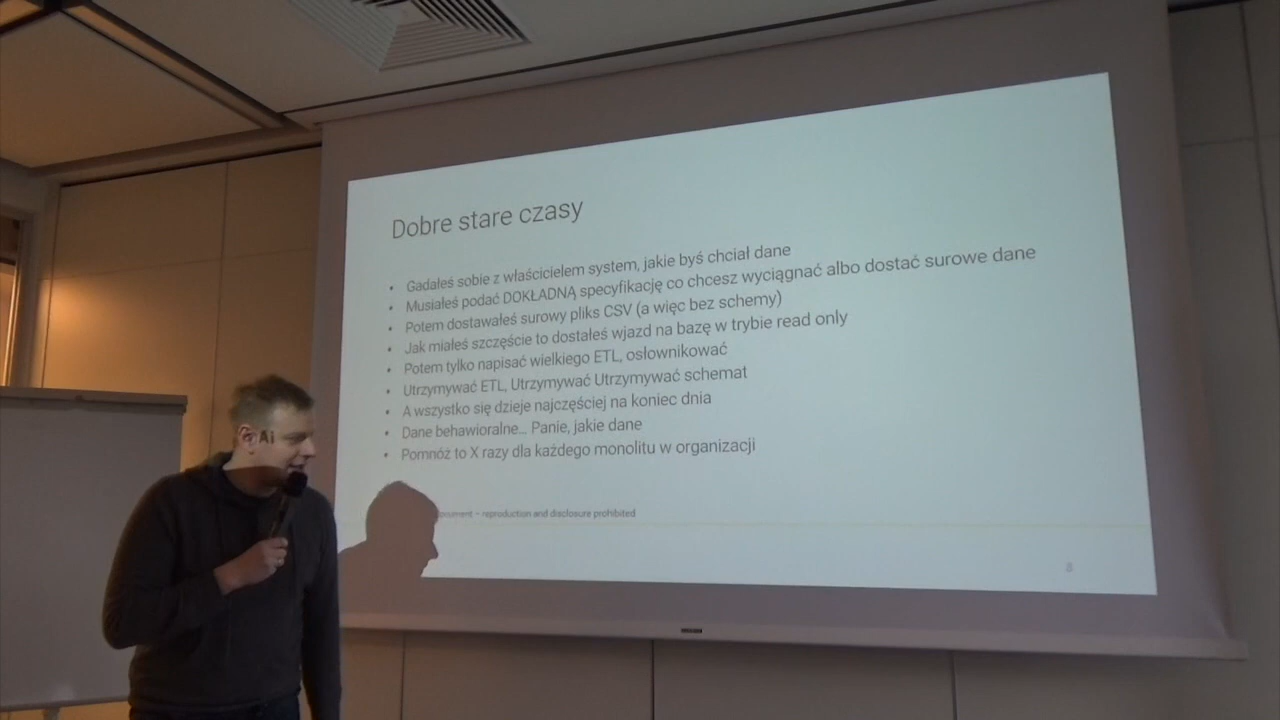 Dobre stare czasy
• Gadałeś sobie z właścicielem system, jakie byś chciał dane
• Musiałeś podać DOKŁADNĄ specyfikację co chcesz wyciągnać albo dostać surowe dane
• Potem dostawałeś surowy pliks CSV (a więc bez schemy)
• Jak miałeś szczęście to dostałeś wjazd na bazę w trybie read only
• Potem tylko napisać wielkiego ETL, osłownikować
• Utrzymywać ETL, Utrzymywać Utrzymywać schemat
• A wszystko się dzieje najczęściej na koniec dnia
• Dane behawioralne... Panie, jakie dane
• Pomnóż to X razy dla każdego monolitu w organizacji
– reproduction and disclosure prohibited
8
Ai